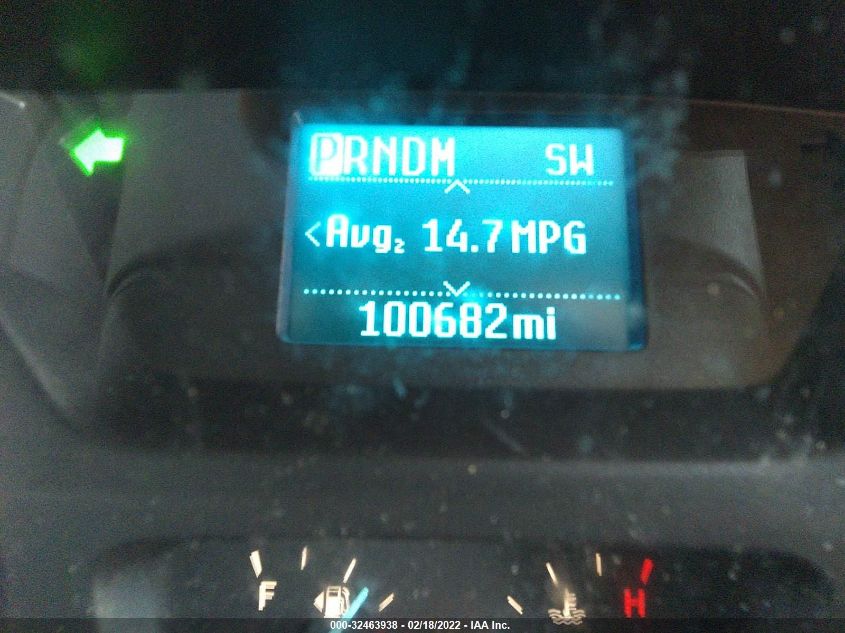 PRNDM SW
<Avg₂ 14.7 MPG
100682mi
F H
000-32463938 - 02/18/2022 - IAA Inc.